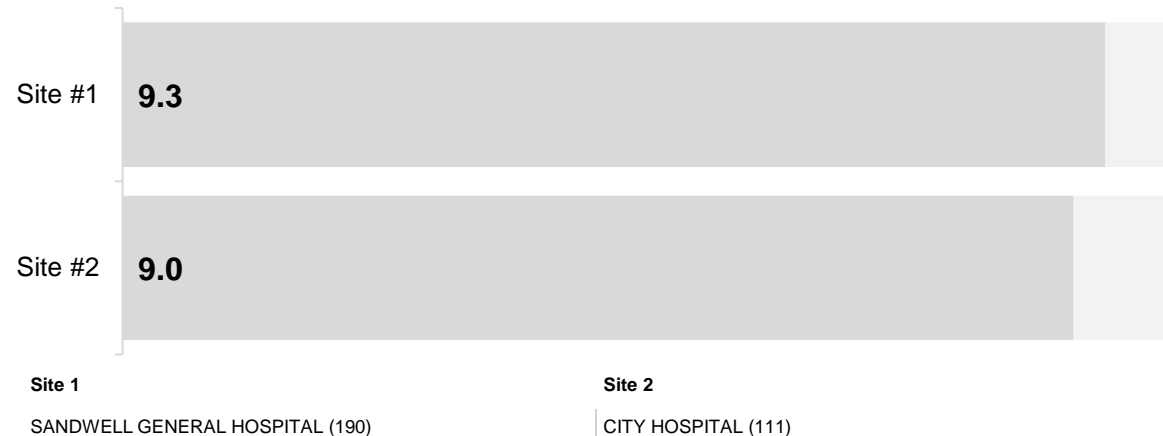 Site #1 9.3
Site #2 9.0
Site 1 Site 2
SANDWELL GENERAL HOSPITAL (190) CITY HOSPITAL (111)